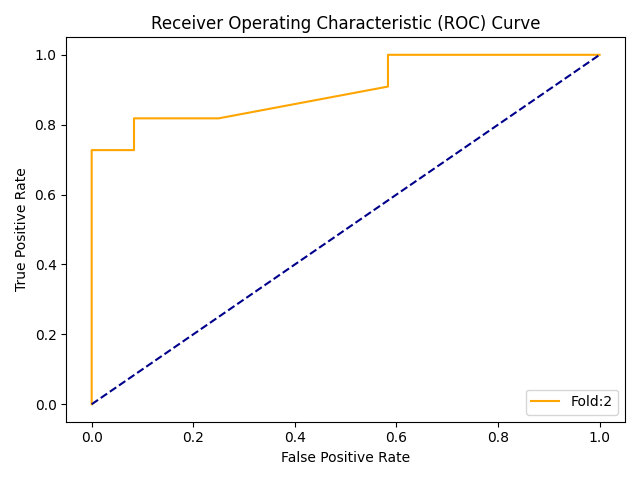 Receiver Operating Characteristic (ROC) Curve
True Positive Rate
1.0
0.8
0.6
0.4
0.2
0.0
Fold:2
0.0 0.2 0.4 0.6 0.8 1.0
False Positive Rate